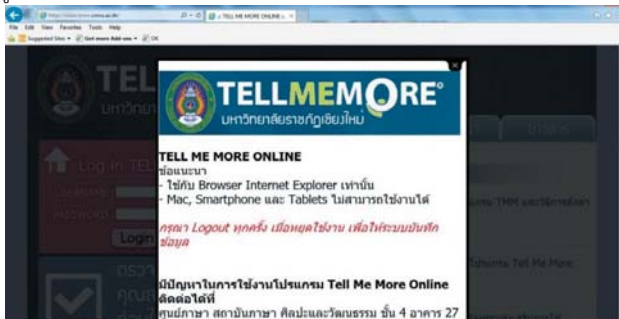 TELL ME MORE ONLINE
File Edit View Favorites Tools Help
Suggested Sites Get more Add-ons OK
TELL
TELLMEMORE®
มหาวิทยาลัยราชภัฏเชียงใหม่
Log in TEL
USERNAME
PASSWORD
Login
TELL ME MORE ONLINE
ข้อแนะนำ
- ใช้กับ Browser Internet Explorer เท่านั้น
- Mac, Smartphone และ Tablets ไม่สามารถใช้งานได้
กรุณา Logout ทุกครั้ง เมื่อหยุดใช้งาน เพื่อให้ระบบบันทึก
ข้อมูล
มีปัญหาในการใช้งานโปรแกรม Tell Me More Online
ติดต่อได้ที่
ศูนย์ภาษา สถาบันภาษา ศิลปะและวัฒนธรรม ชั้น 4 อาคาร 27